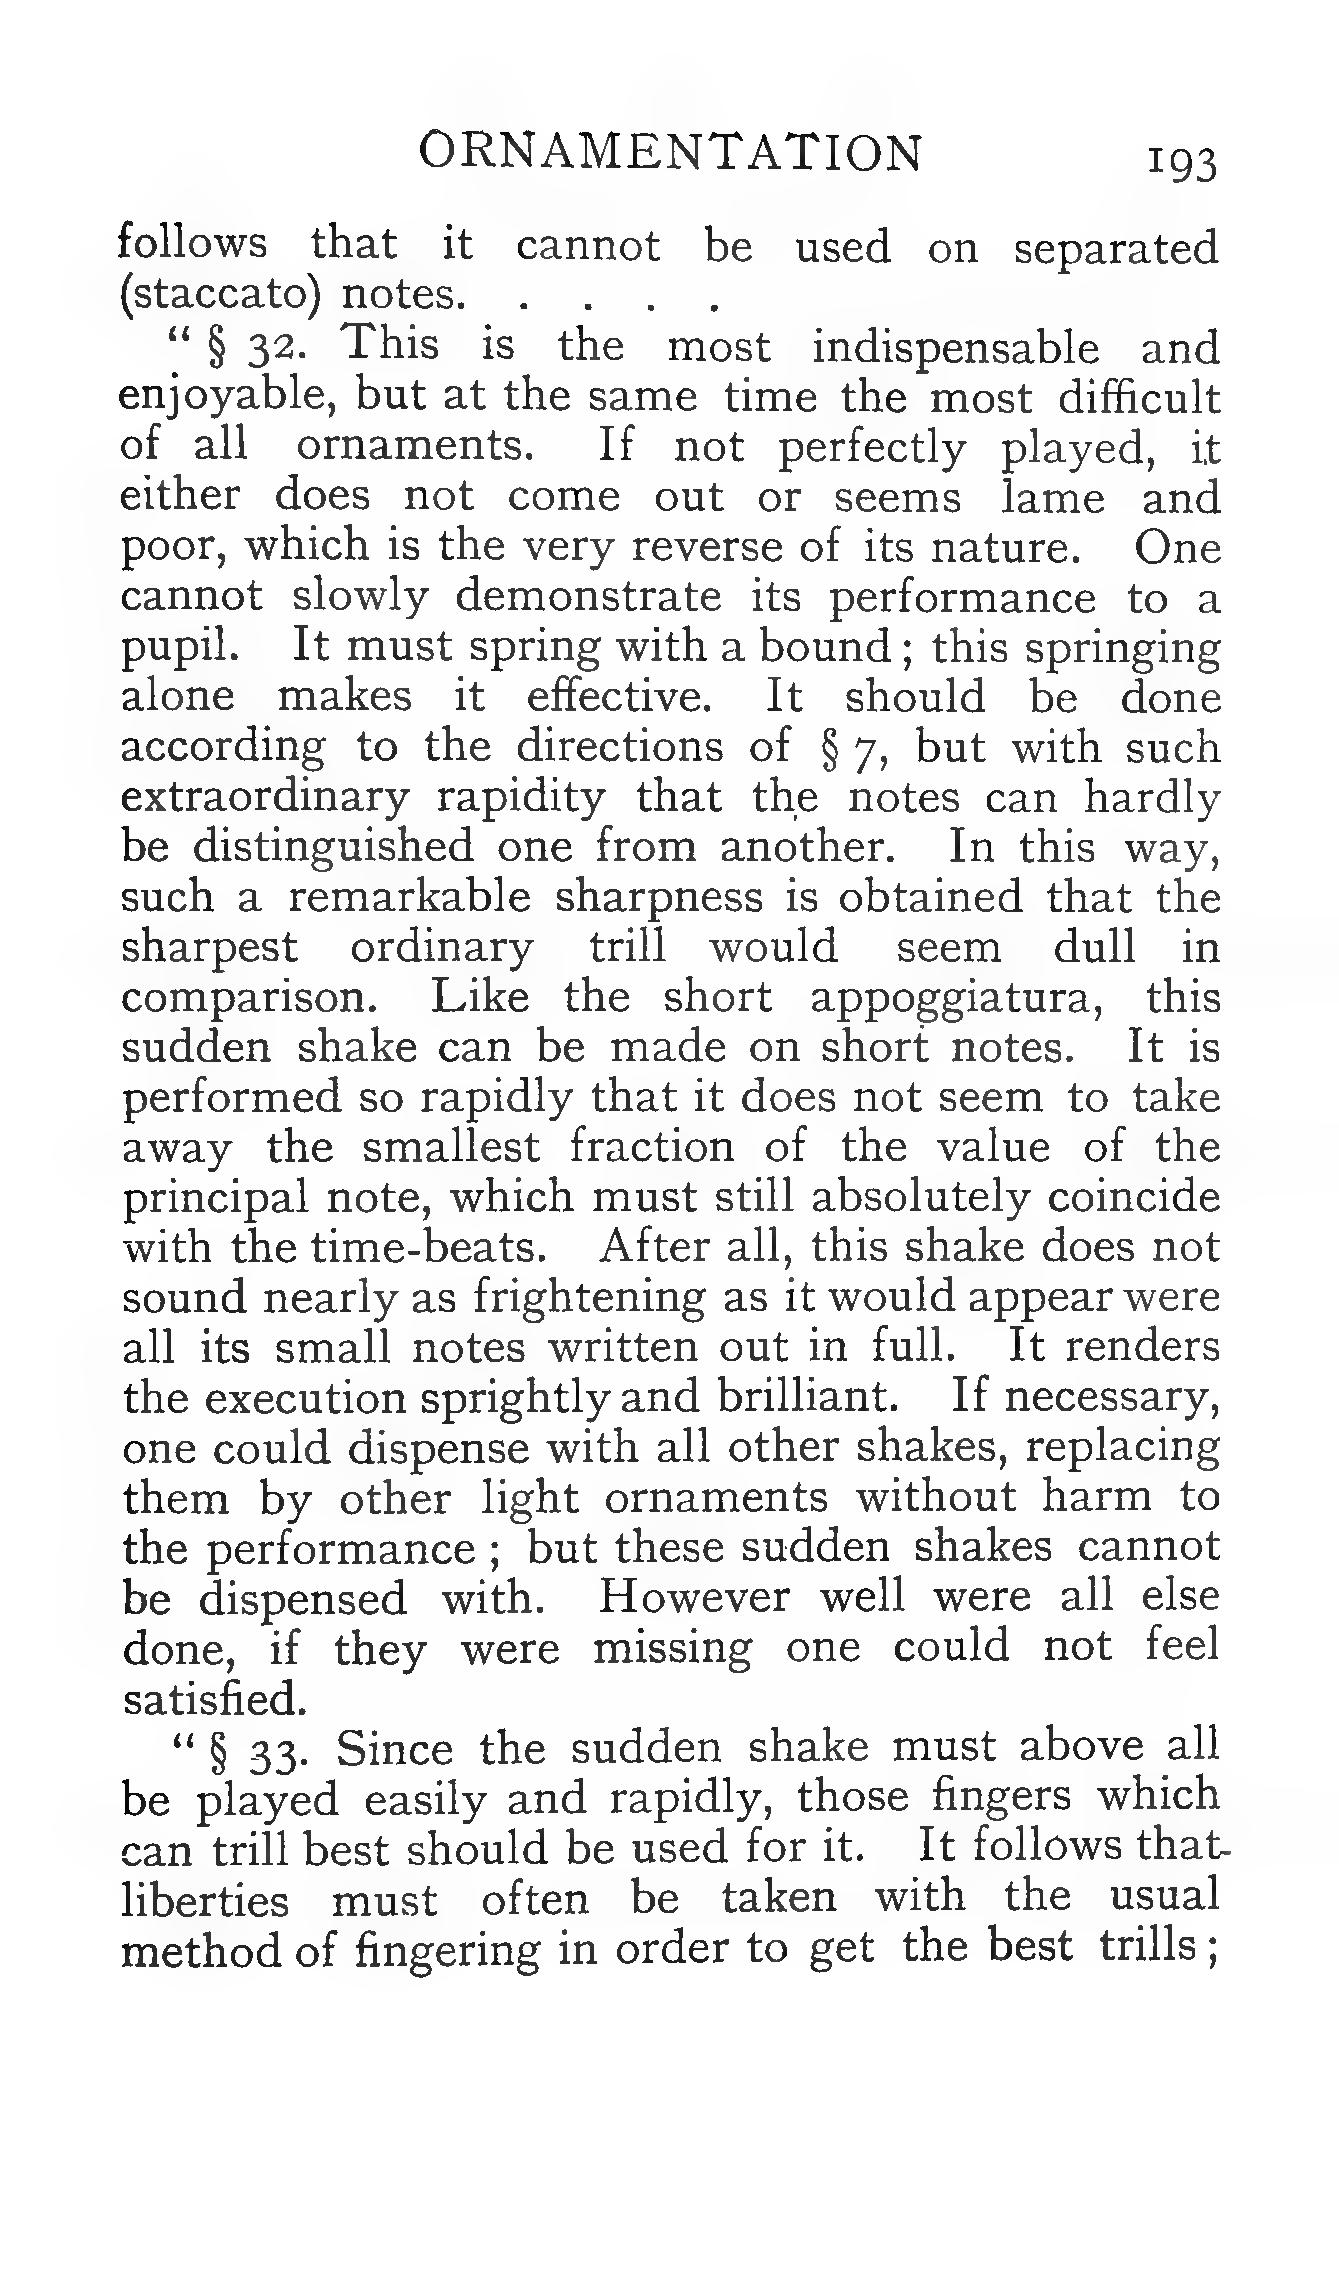 ORNAMENTATION 193
follows that it cannot be used on separated
(staccato) notes. . . . .
“ § 32. This is the most indispensable and
enjoyable, but at the same time the most difficult
of all ornaments. If not perfectly played, it
either does not come out or seems lame and
poor, which is the very reverse of its nature. One
cannot slowly demonstrate its performance to a
pupil. It must spring with a bound ; this springing
alone makes it effective. It should be done
according to the directions of § 7, but with such
extraordinary rapidity that the notes can hardly
be distinguished one from another. In this way,
such a remarkable sharpness is obtained that the
sharpest ordinary trill would seem dull in
comparison. Like the short appoggiatura, this
sudden shake can be made on short notes. It is
performed so rapidly that it does not seem to take
away the smallest fraction of the value of the
principal note, which must still absolutely coincide
with the time-beats. After all, this shake does not
sound nearly as frightening as it would appear were
all its small notes written out in full. It renders
the execution sprightly and brilliant. If necessary,
one could dispense with all other shakes, replacing
them by other light ornaments without harm to
the performance ; but these sudden shakes cannot
be dispensed with. However well were all else
done, if they were missing one could not feel
satisfied.
“ § 33. Since the sudden shake must above all
be played easily and rapidly, those fingers which
can trill best should be used for it. It follows that
liberties must often be taken with the usual
method of fingering in order to get the best trills ;